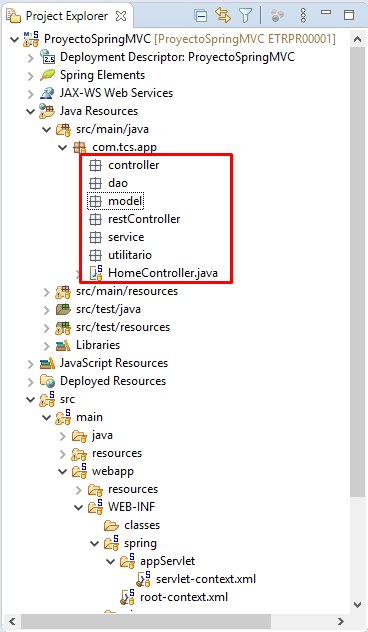 Project Explorer
ProyectoSpringMVC [ProyectoSpringMVC ETRPR00001]
Deployment Descriptor: ProyectoSpringMVC
Spring Elements
JAX-WS Web Services
Java Resources
src/main/java
com.tcs.app
controller
dao
model
restController
service
utilitario
HomeController.java
src/main/resources
src/test/java
src/test/resources
Libraries
JavaScript Resources
Deployed Resources
src
main
java
resources
webapp
resources
WEB-INF
classes
spring
appServlet
servlet-context.xml
root-context.xml